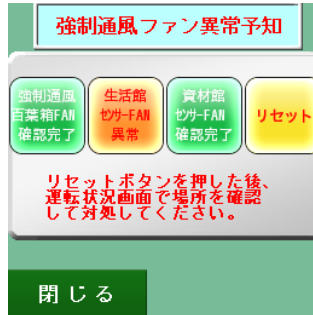 強制通風ファン異常予知
強制通風
百葉箱FAN
確認完了
生活館
ｾﾝｻｰFAN
異常
資材館
ｾﾝｻｰFAN
確認完了
リセット
リセットボタンを押した後、
運転状況画面で場所を確認
して対処してください。
閉じる